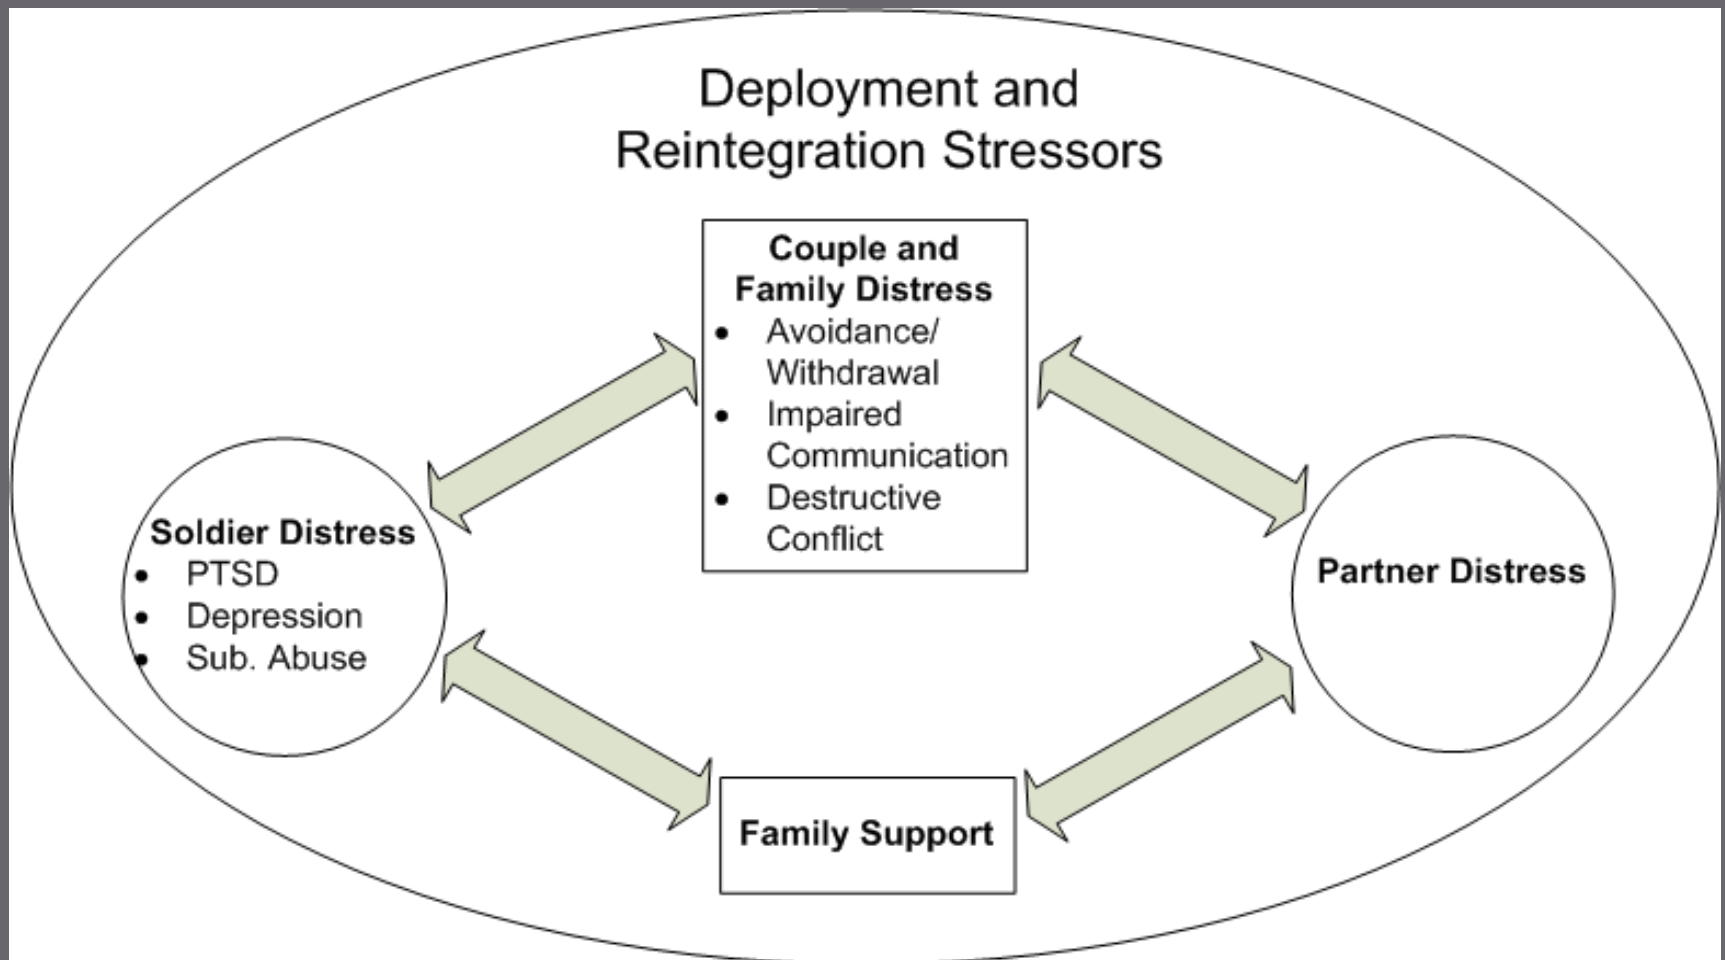 Deployment and
Reintegration Stressors
Couple and
Family Distress
• Avoidance/
Withdrawal
• Impaired
Communication
• Destructive
Conflict
Soldier Distress
• PTSD
• Depression
• Sub. Abuse
Partner Distress
Family Support